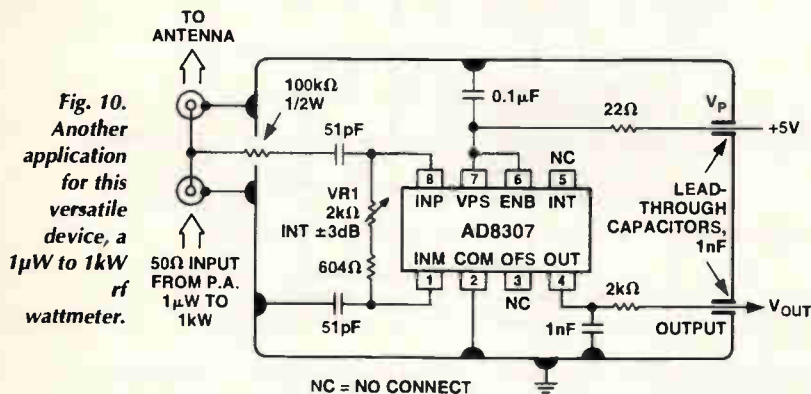 TO
ANTENNA
Fig. 10.
Another
application
for this
versatile
device, a
1µW to 1kW
rf
wattmeter.
100kΩ
1/2W
51pF
0.1µF
22Ω
VP
+5V
NC
8
7
6
5
INP
VPS
ENB
INT
VR1
2kΩ
INT ±3dB
AD8307
LEAD-
THROUGH
CAPACITORS,
1nF
604Ω
INM
COM
OFS
OUT
1
2
3
4
50Ω INPUT
FROM P.A.
1µW TO
1kW
51pF
NC
2kΩ
VOUT
1nF
OUTPUT
NC = NO CONNECT